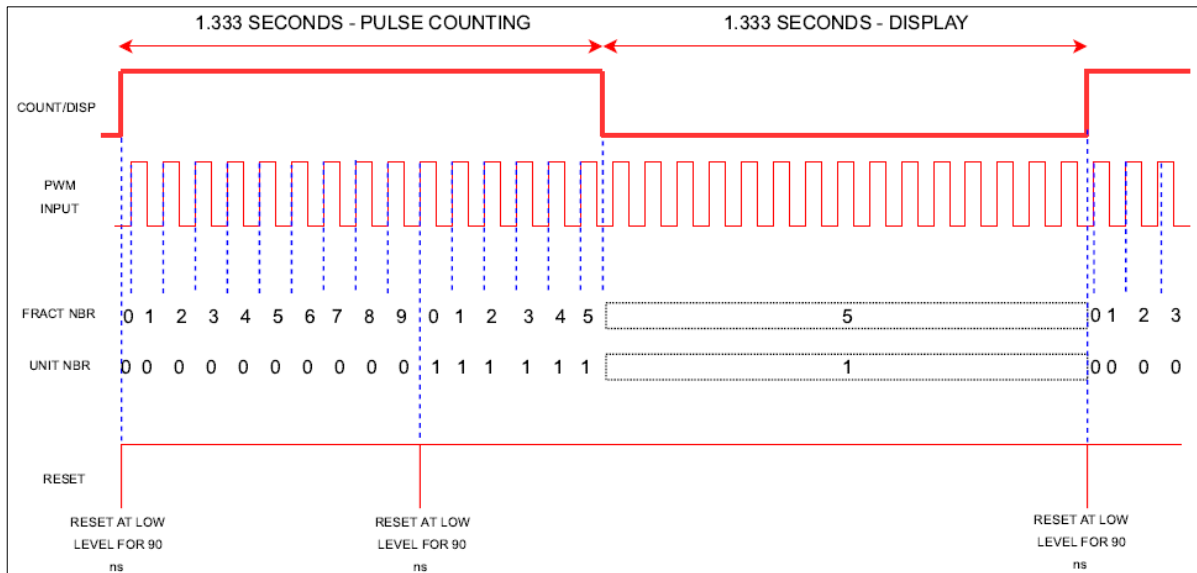 1.333 SECONDS - PULSE COUNTING 1.333 SECONDS - DISPLAY
COUNT/DISP
PWM
INPUT
FRACT NBR 0 1 2 3 4 5 6 7 8 9 0 1 2 3 4 5 5 0 1 2 3
UNIT NBR 0 0 0 0 0 0 0 0 0 0 1 1 1 1 1 1 1 0 0 0 0
RESET
RESET AT LOW RESET AT LOW RESET AT LOW
LEVEL FOR 90 LEVEL FOR 90 LEVEL FOR 90
ns ns ns